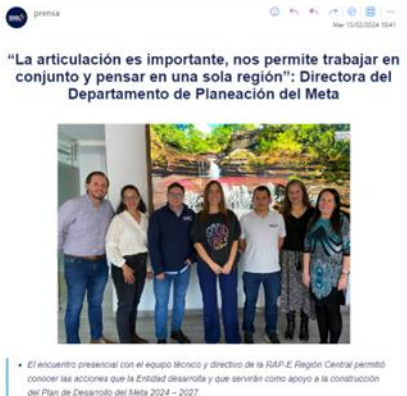 prensa
Mar 13/02/2024 10:41
“La articulación es importante, nos permite trabajar en
conjunto y pensar en una sola región”: Directora del
Departamento de Planeación del Meta
• El encuentro presencial con el equipo técnico y directivo de la RAP-E Región Central permitió
conocer las acciones que la Entidad desarrolla y que servirán como apoyo a la construcción
del Plan de Desarrollo del Meta 2024 – 2027